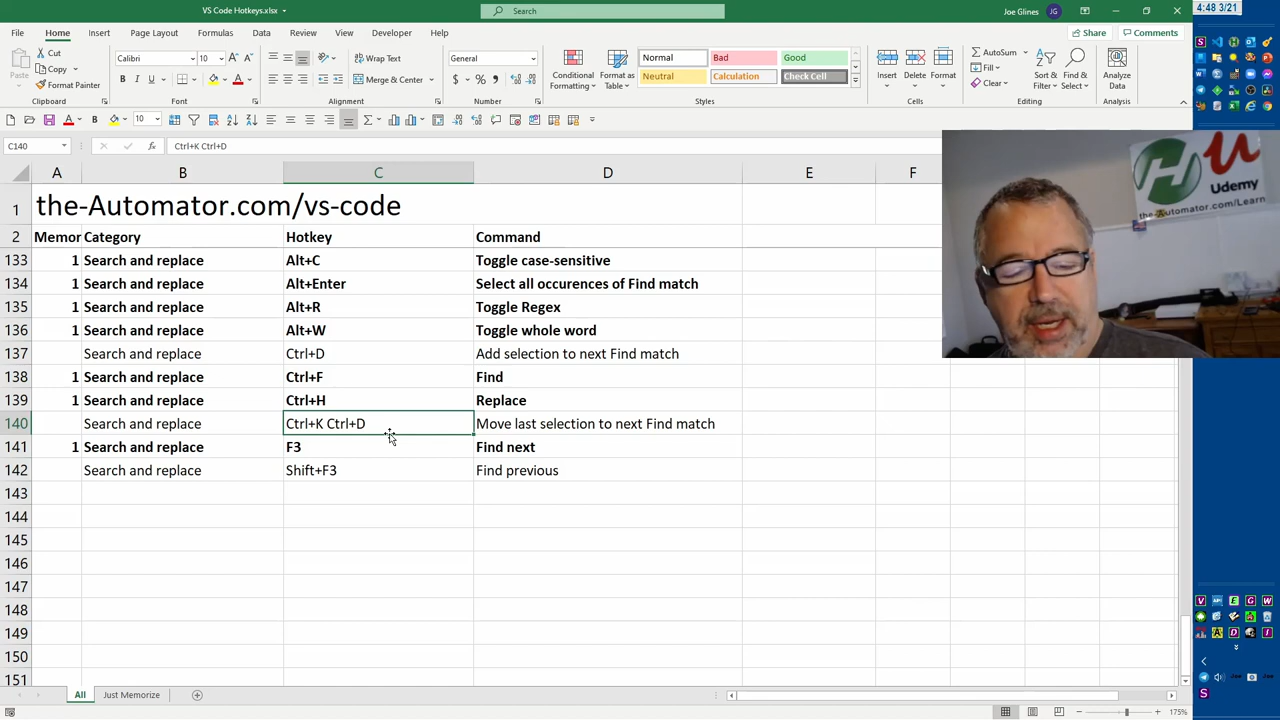 VS Code Hotkeys.xlsx
Search
Joe Glines
JG
4:48 3/21
File Home Insert Page Layout Formulas Data Review View Developer Help
Share Comments
Paste
Cut
Copy
Format Painter
Clipboard
Calibri 10
B I U
Font
Wrap Text
Merge & Center
Alignment
General
$ % 9
Number
Conditional Formatting
Format as Table
Normal Bad Good
Neutral Calculation Check Cell
Styles
Insert Delete Format
Cells
AutoSum
Fill
Clear
Sort & Filter
Find & Select
Editing
Analyze Data
Analysis
10
C140
fx
Ctrl+K Ctrl+D
A B C D E F
1 the-Automator.com/vs-code
2 Memor Category Hotkey Command
133 1 Search and replace Alt+C Toggle case-sensitive
134 1 Search and replace Alt+Enter Select all occurences of Find match
135 1 Search and replace Alt+R Toggle Regex
136 1 Search and replace Alt+W Toggle whole word
137 Search and replace Ctrl+D Add selection to next Find match
138 1 Search and replace Ctrl+F Find
139 1 Search and replace Ctrl+H Replace
140 Search and replace Ctrl+K Ctrl+D Move last selection to next Find match
141 1 Search and replace F3 Find next
142 Search and replace Shift+F3 Find previous
143
144
145
146
147
148
149
150
151
H u
Udemy
the-Automator.com/Learn
All Just Memorize
175%